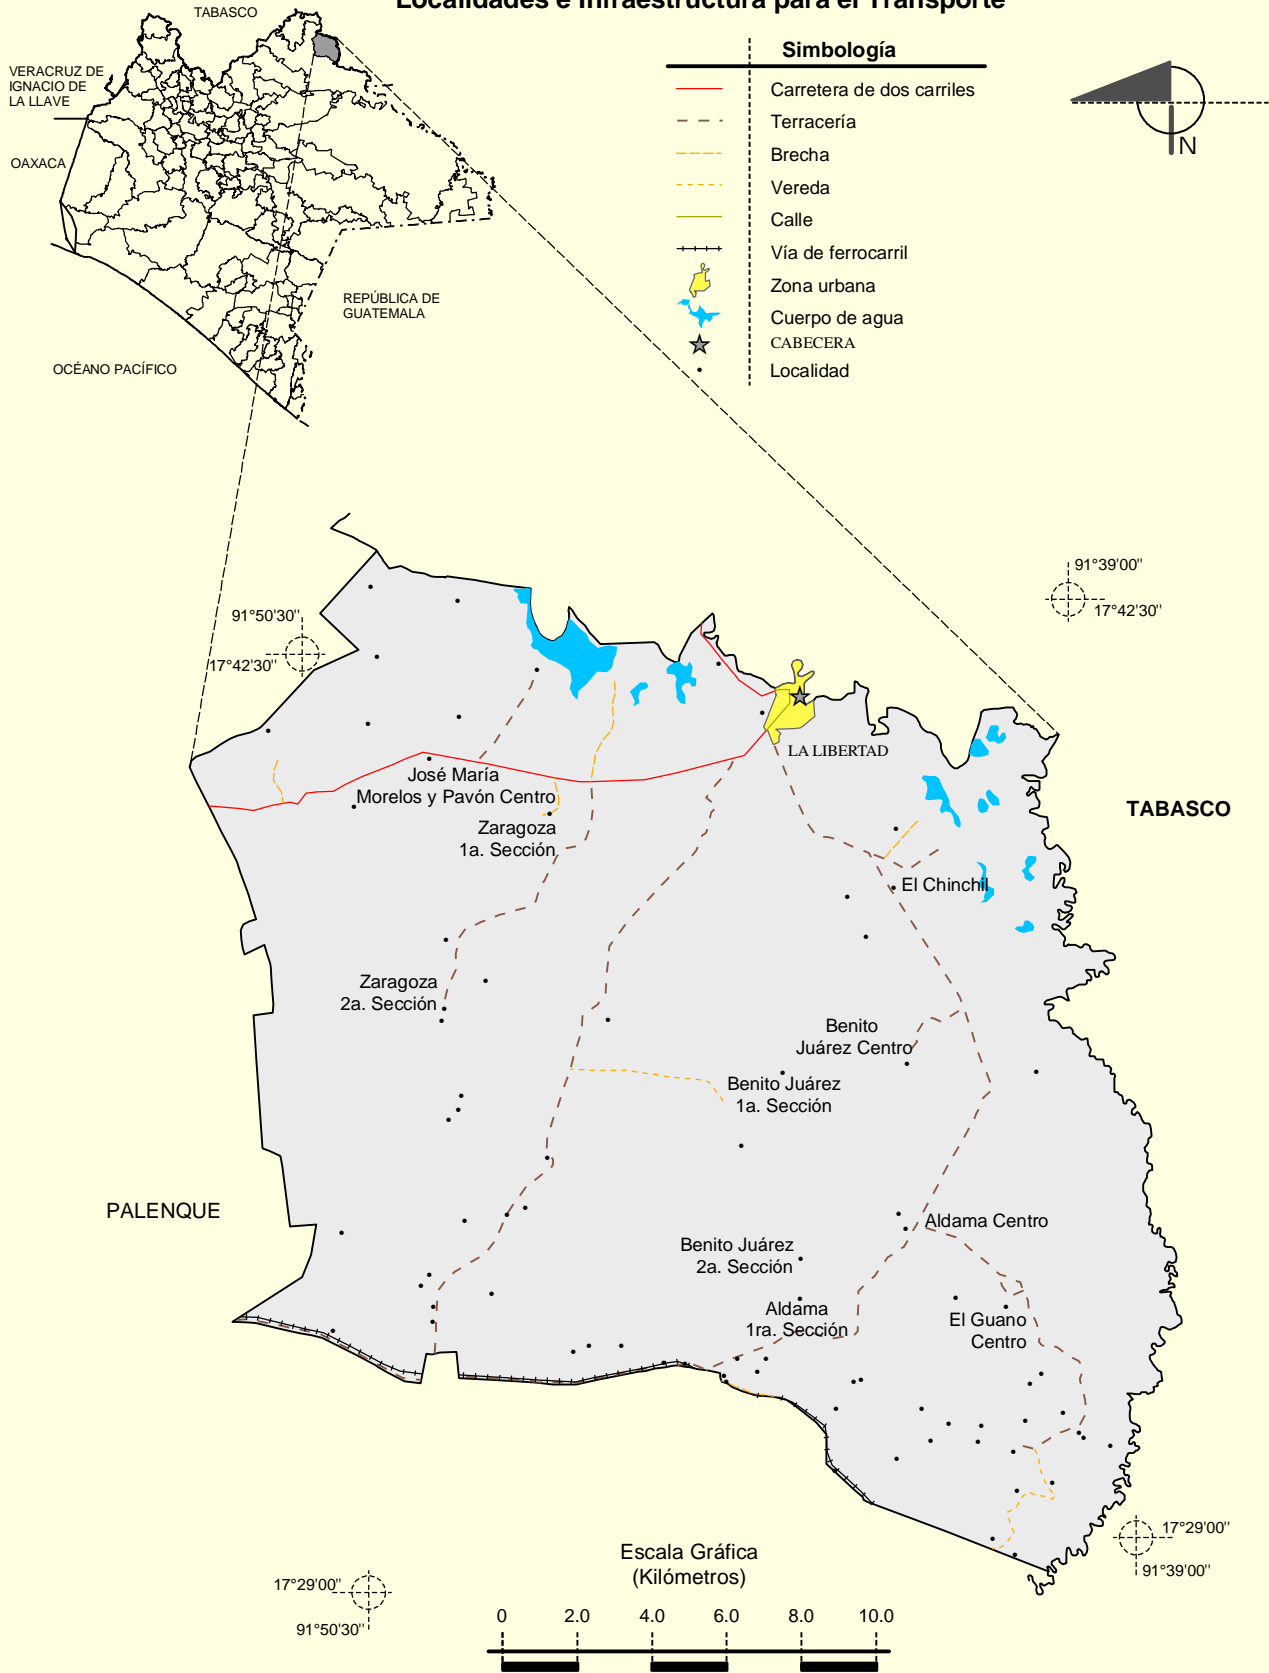 Localidades e Infraestructura para el Transporte
TABASCO
VERACRUZ DE
IGNACIO DE
LA LLAVE
OAXACA
REPÚBLICA DE
GUATEMALA
OCÉANO PACÍFICO
Simbología
Carretera de dos carriles
Terracería
Brecha
Vereda
Calle
Vía de ferrocarril
Zona urbana
Cuerpo de agua
CABECERA
Localidad
N
91°39'00"
17°42'30"
91°50'30"
17°42'30"
LA LIBERTAD
José María
Morelos y Pavón Centro
Zaragoza
1a. Sección
TABASCO
El Chinchil
Zaragoza
2a. Sección
Benito
Juárez Centro
Benito Juárez
1a. Sección
PALENQUE
Aldama Centro
Benito Juárez
2a. Sección
Aldama
1ra. Sección
El Guano
Centro
17°29'00"
91°39'00"
17°29'00"
91°50'30"
Escala Gráfica
(Kilómetros)
0 2.0 4.0 6.0 8.0 10.0